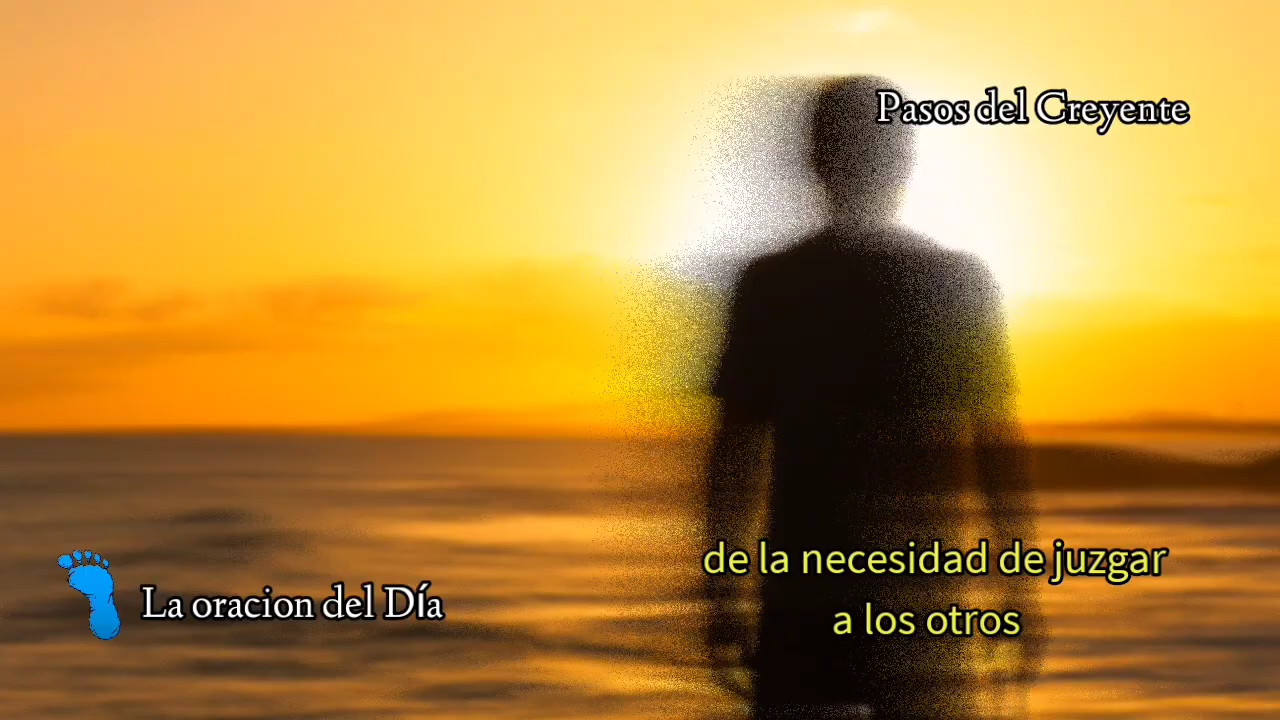 Pasos del Creyente
de la necesidad de juzgar
a los otros
La oracion del Día